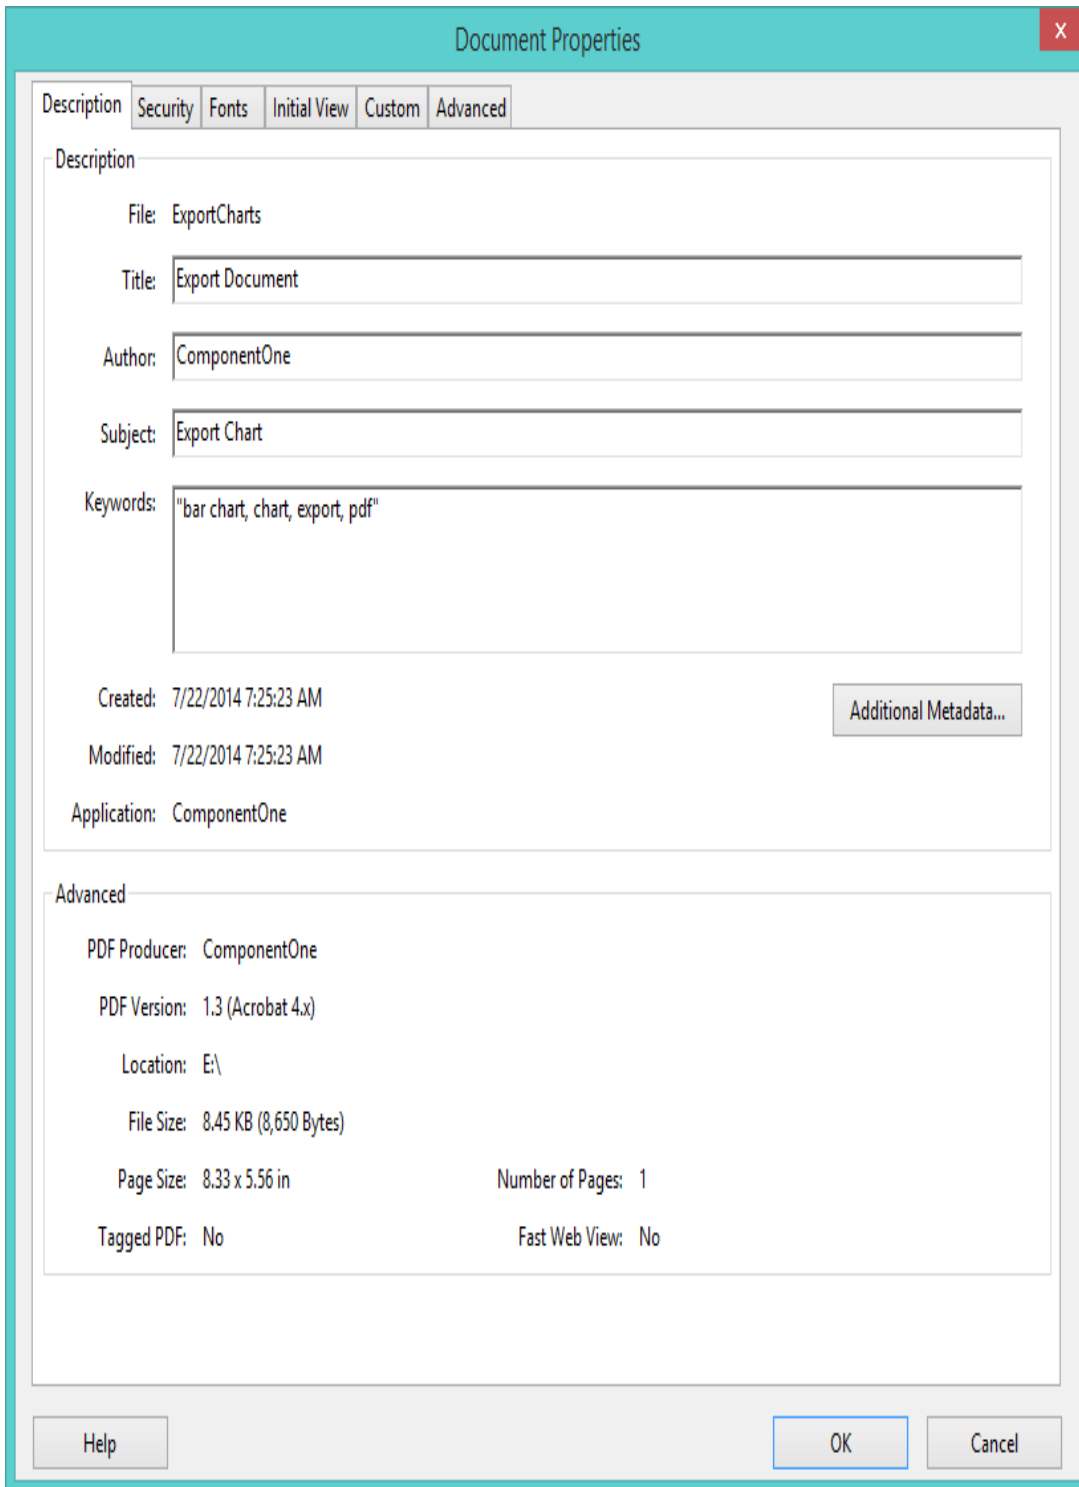 Document Properties
x
Description Security Fonts Initial View Custom Advanced
Description
File: ExportCharts
Title: Export Document
Author: ComponentOne
Subject: Export Chart
Keywords: "bar chart, chart, export, pdf"
Created: 7/22/2014 7:25:23 AM
Additional Metadata...
Modified: 7/22/2014 7:25:23 AM
Application: ComponentOne
Advanced
PDF Producer: ComponentOne
PDF Version: 1.3 (Acrobat 4.x)
Location: E:\
File Size: 8.45 KB (8,650 Bytes)
Page Size: 8.33 x 5.56 in Number of Pages: 1
Tagged PDF: No Fast Web View: No
Help OK Cancel